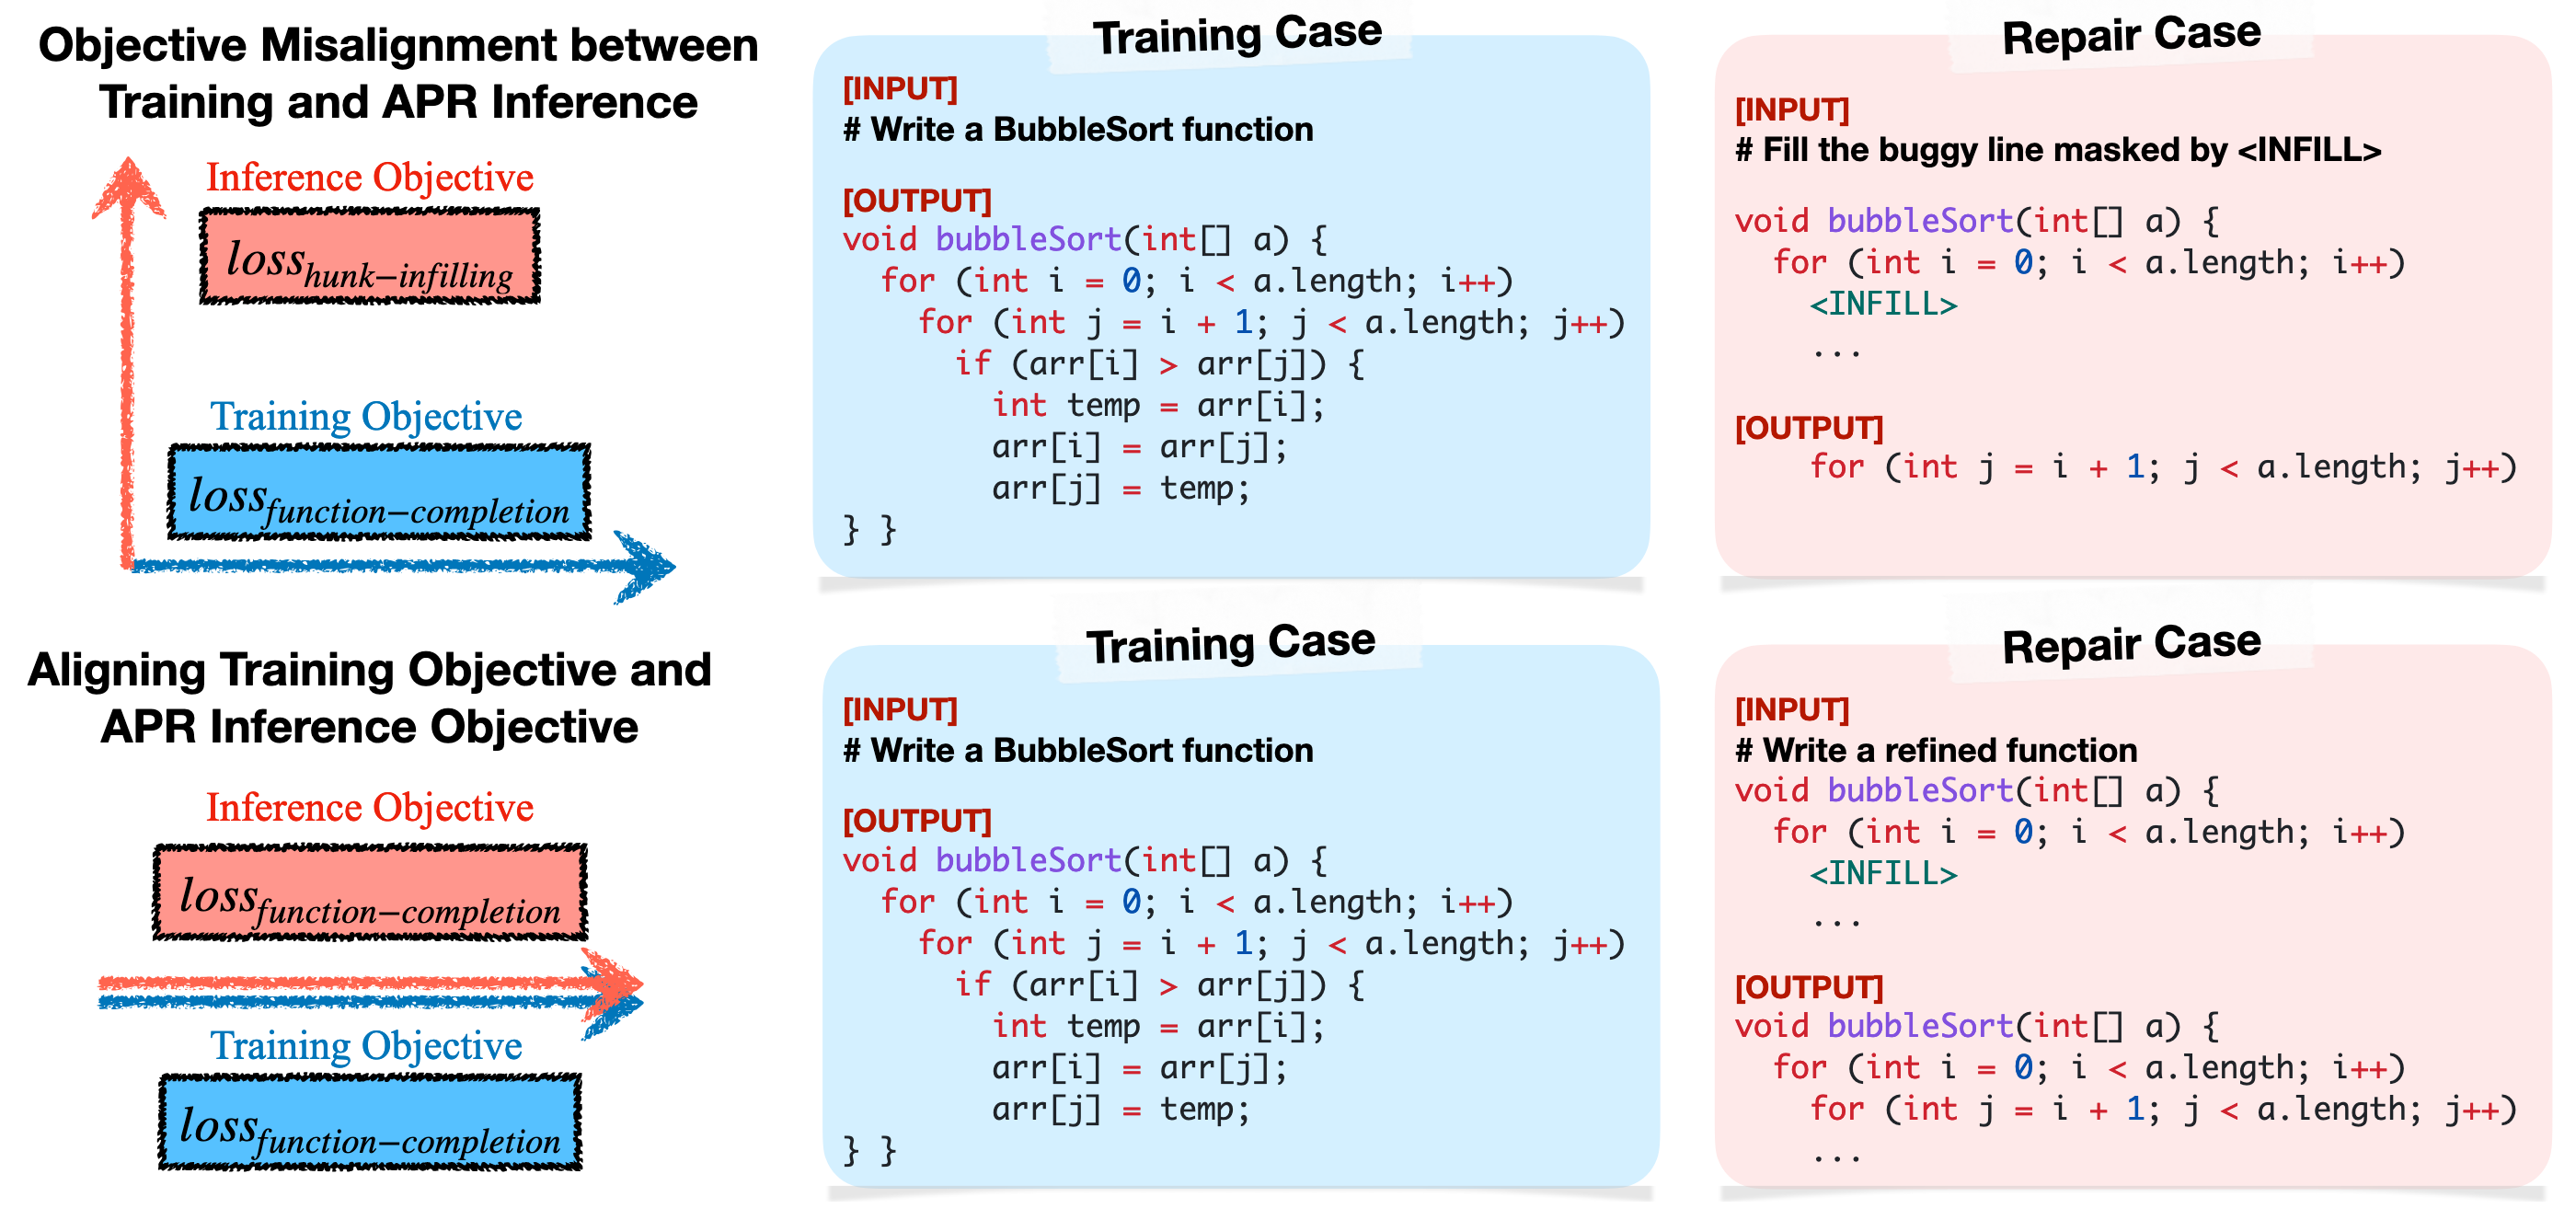 Objective Misalignment between
Training and APR Inference
Inference Objective
loss_{hunk−infilling}
Training Objective
loss_{function−completion}
Training Case
[INPUT]
# Write a BubbleSort function
[OUTPUT]
void bubbleSort(int[] a) {
  for (int i = 0; i < a.length; i++)
    for (int j = i + 1; j < a.length; j++)
      if (arr[i] > arr[j]) {
        int temp = arr[i];
        arr[i] = arr[j];
        arr[j] = temp;
} }
Repair Case
[INPUT]
# Fill the buggy line masked by <INFILL>
void bubbleSort(int[] a) {
  for (int i = 0; i < a.length; i++)
    <INFILL>
    ...
[OUTPUT]
    for (int j = i + 1; j < a.length; j++)
Aligning Training Objective and
APR Inference Objective
Inference Objective
loss_{function−completion}
Training Objective
loss_{function−completion}
Training Case
[INPUT]
# Write a BubbleSort function
[OUTPUT]
void bubbleSort(int[] a) {
  for (int i = 0; i < a.length; i++)
    for (int j = i + 1; j < a.length; j++)
      if (arr[i] > arr[j]) {
        int temp = arr[i];
        arr[i] = arr[j];
        arr[j] = temp;
} }
Repair Case
[INPUT]
# Write a refined function
void bubbleSort(int[] a) {
  for (int i = 0; i < a.length; i++)
    <INFILL>
    ...
[OUTPUT]
void bubbleSort(int[] a) {
  for (int i = 0; i < a.length; i++)
    for (int j = i + 1; j < a.length; j++)
    ...